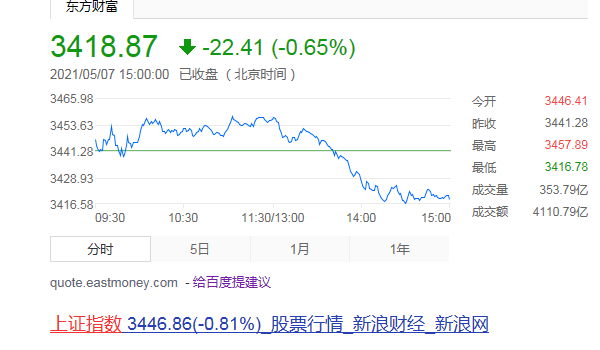 东方财富
3418.87 -22.41 (-0.65%)
2021/05/07 15:00:00 已收盘 ( 北京时间 )
3465.98
3453.63
3441.28
3428.93
3416.58
09:30 10:30 11:30/13:00 14:00 15:00
今开 3446.41
昨收 3441.28
最高 3457.89
最低 3416.78
成交量 353.79亿
成交额 4110.79亿
分时 5日 1月 1年
quote.eastmoney.com - 给百度提建议
上证指数 3446.86(-0.81%)_股票行情_新浪财经_新浪网